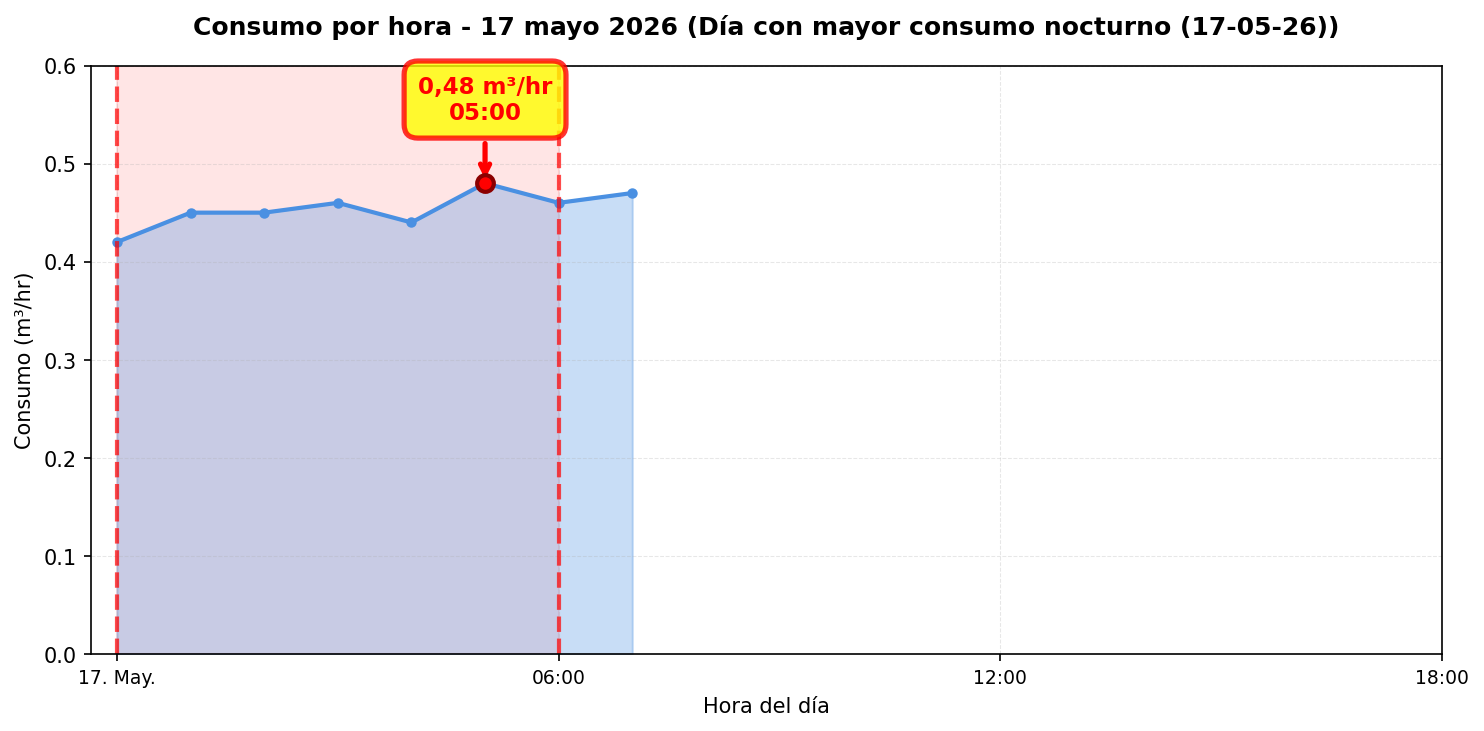 Consumo por hora - 17 mayo 2026 (Día con mayor consumo nocturno (17-05-26))
0,48 m³/hr
05:00
Consumo (m³/hr)
0.6
0.5
0.4
0.3
0.2
0.1
0.0
17. May.
06:00
12:00
18:00
Hora del día